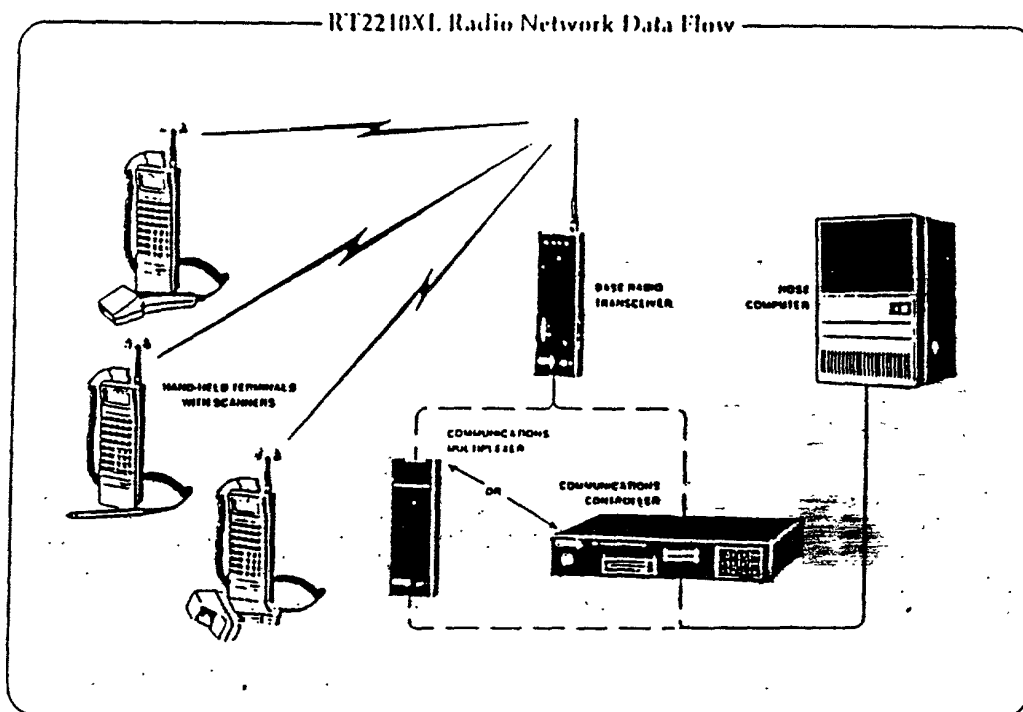 RT2210XL Radio Network Data Flow
BASE RADIO
TRANSCEIVER
HOST
COMPUTER
HAND-HELD TERMINALS
WITH SCANNERS
COMMUNICATIONS
MULTIPLEXER
OR
COMMUNICATIONS
CONTROLLER